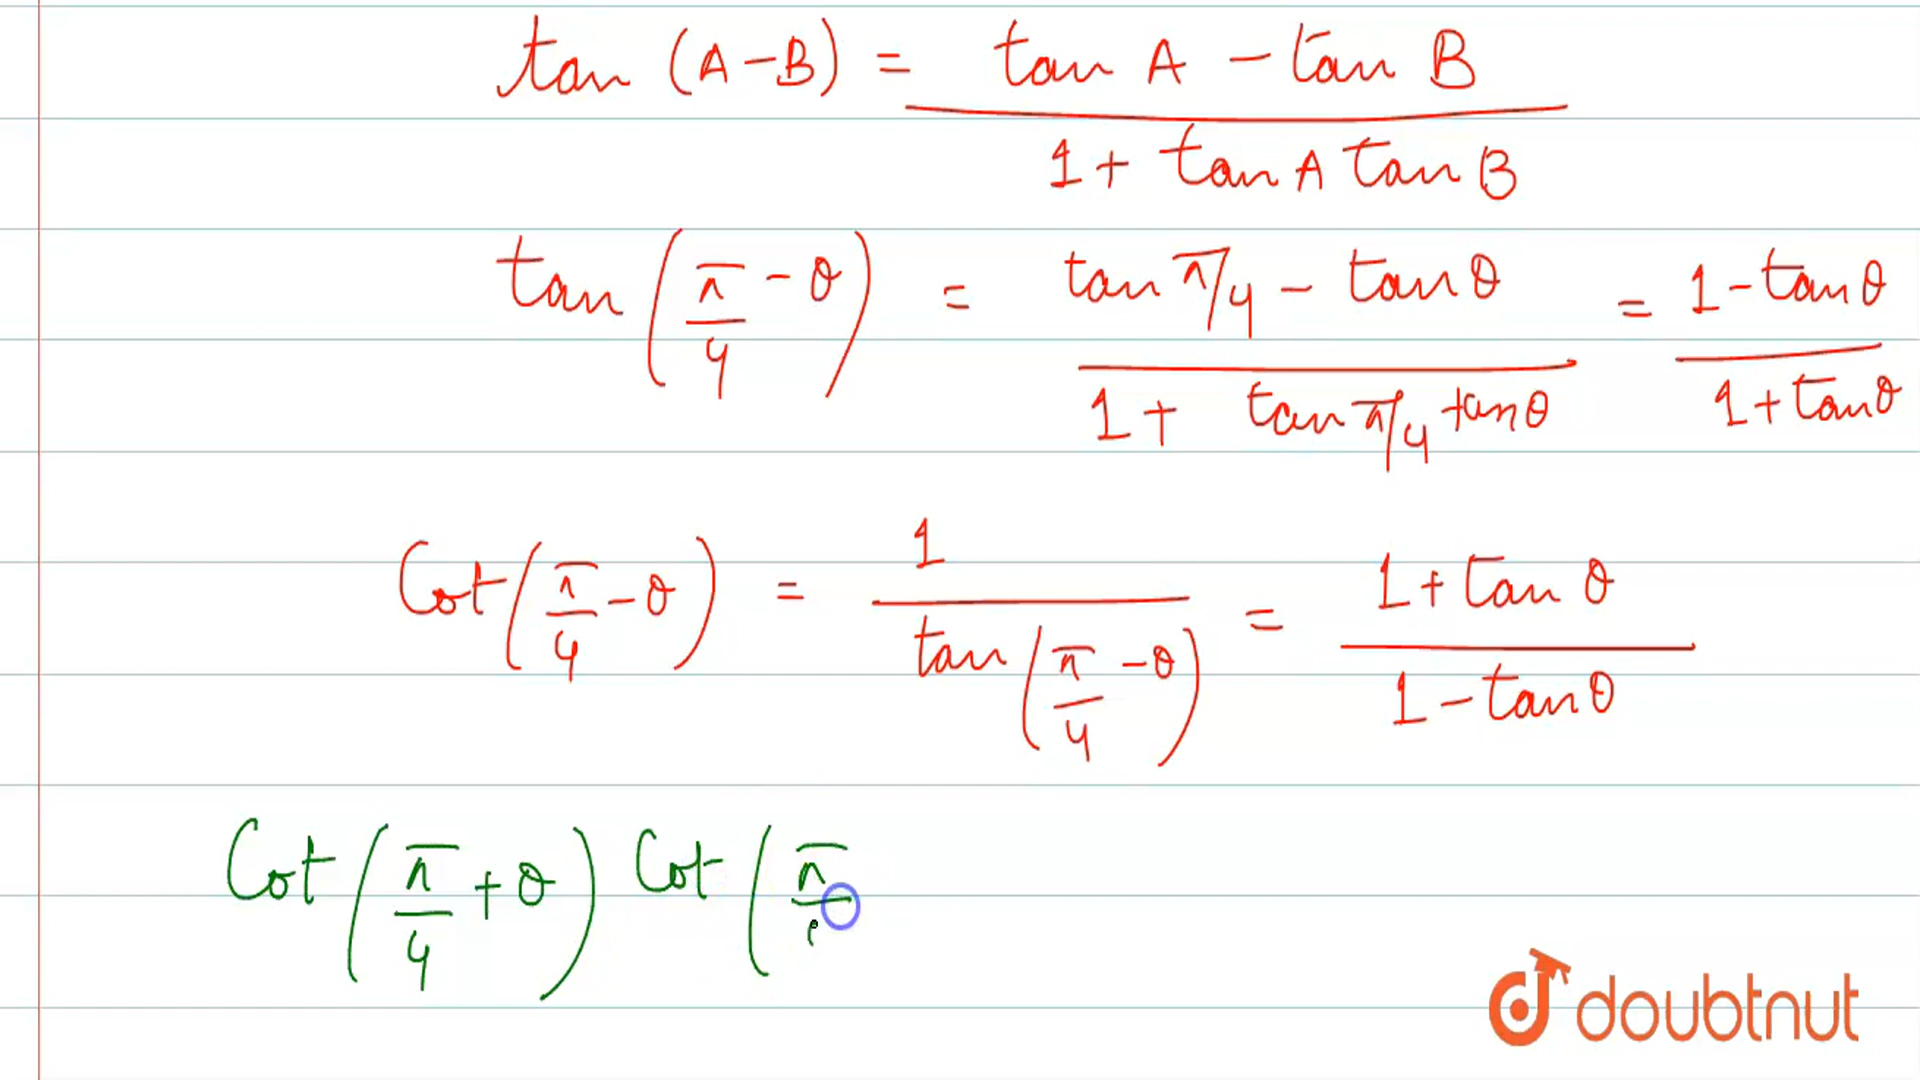 tan (A-B) = tan A - tan B / 1 + tan A tan B
tan (π/4 - θ) = tan π/4 - tan θ / 1 + tan π/4 tan θ = 1 - tan θ / 1 + tan θ
Cot (π/4 - θ) = 1 / tan (π/4 - θ) = 1 + tan θ / 1 - tan θ
Cot (π/4 + θ) Cot (π/
doubtnut